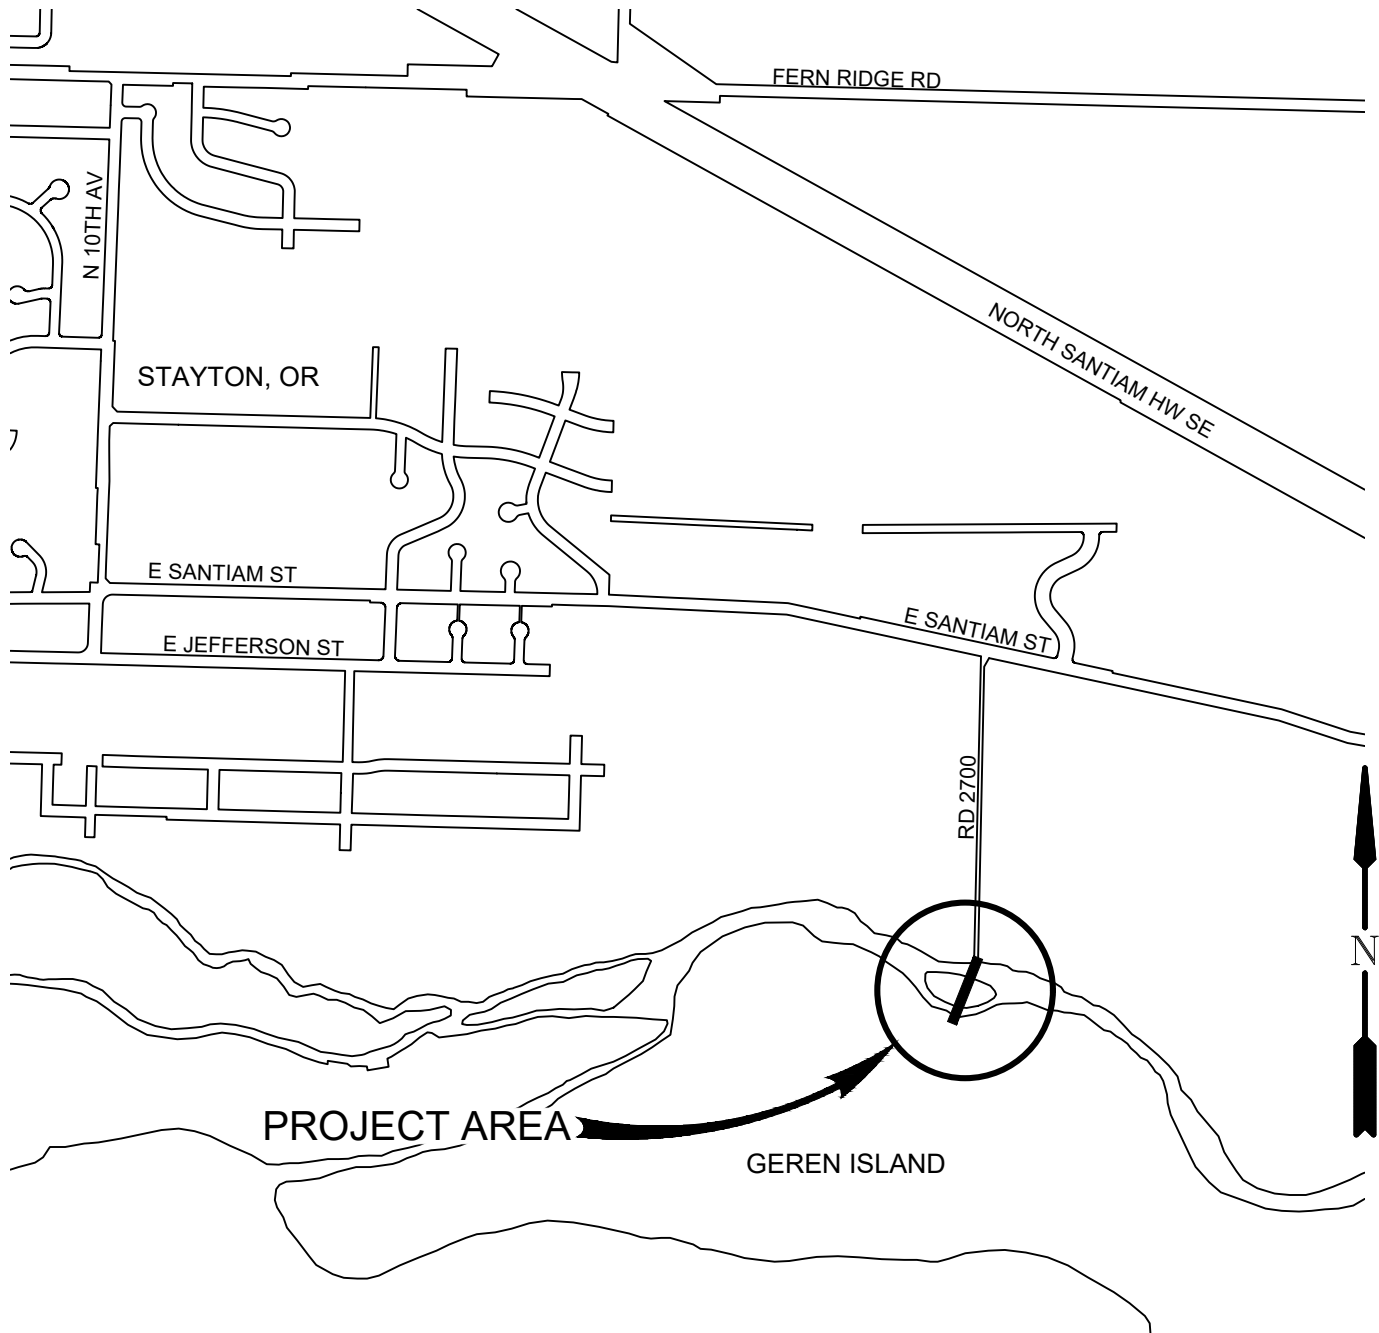 FERN RIDGE RD
N 10TH AV
NORTH SANTIAM HW SE
STAYTON, OR
E SANTIAM ST
E SANTIAM ST
E JEFFERSON ST
RD 2700
N
PROJECT AREA
GEREN ISLAND